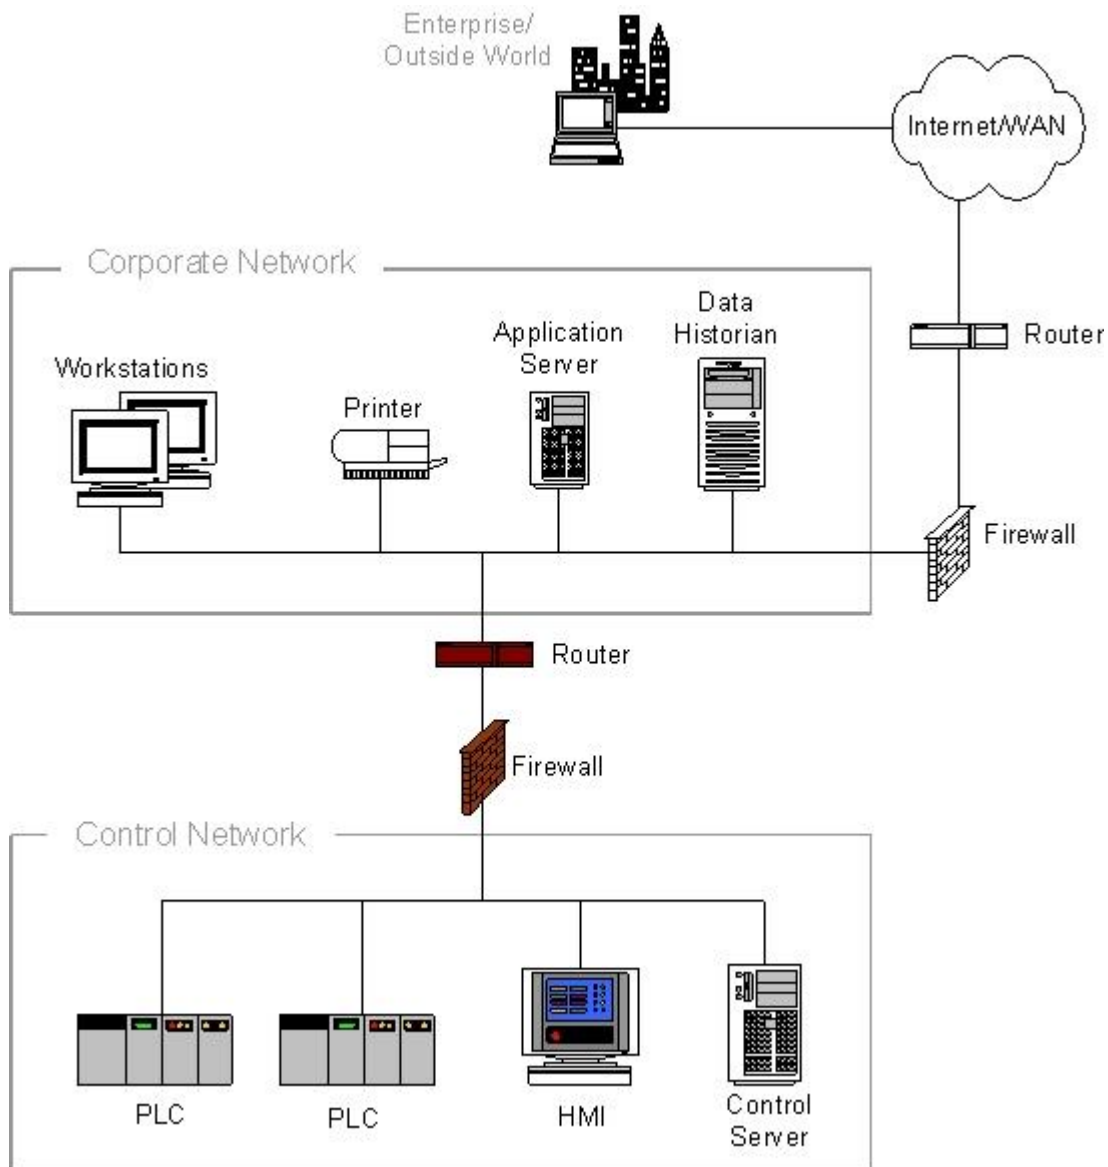 Enterprise/
Outside World
Internet/WAN
Corporate Network
Data
Historian
Application
Server
Router
Workstations
Printer
Firewall
Router
Firewall
Control Network
PLC
PLC
HMI
Control
Server